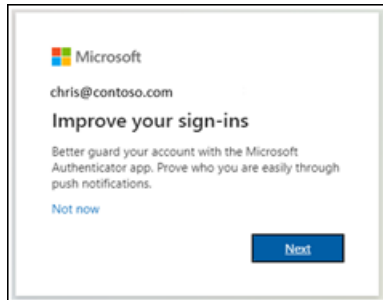 Microsoft
chris@contoso.com
Improve your sign-ins
Better guard your account with the Microsoft
Authenticator app. Prove who you are easily through
push notifications.
Not now
Next